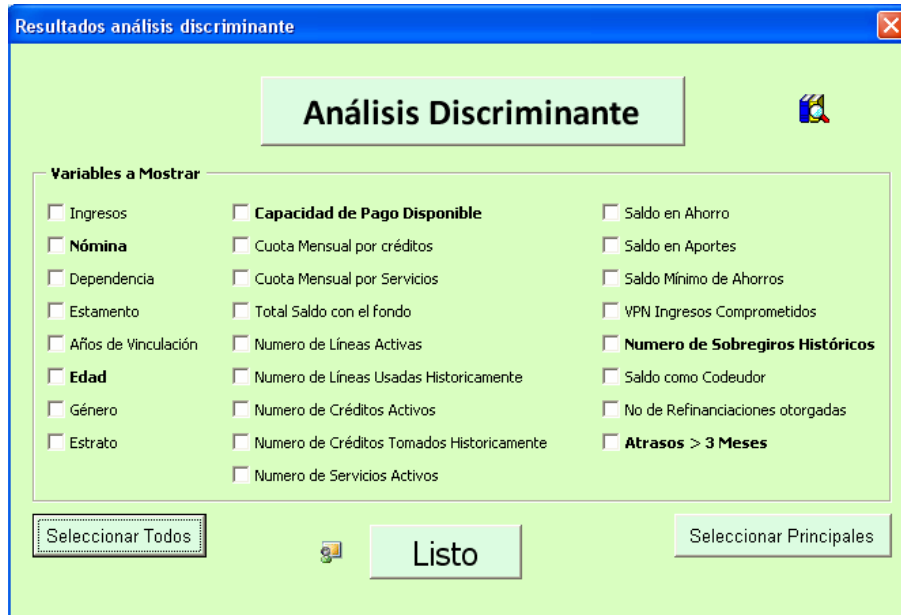 Resultados análisis discriminante
Análisis Discriminante
Variables a Mostrar
Ingresos
Nómina
Dependencia
Estamento
Años de Vinculación
Edad
Género
Estrato
Capacidad de Pago Disponible
Cuota Mensual por créditos
Cuota Mensual por Servicios
Total Saldo con el fondo
Numero de Líneas Activas
Numero de Líneas Usadas Historicamente
Numero de Créditos Activos
Numero de Créditos Tomados Historicamente
Numero de Servicios Activos
Saldo en Ahorro
Saldo en Aportes
Saldo Mínimo de Ahorros
VPN Ingresos Comprometidos
Numero de Sobregiros Históricos
Saldo como Codeudor
No de Refinanciaciones otorgadas
Atrasos > 3 Meses
Seleccionar Todos
Listo
Seleccionar Principales